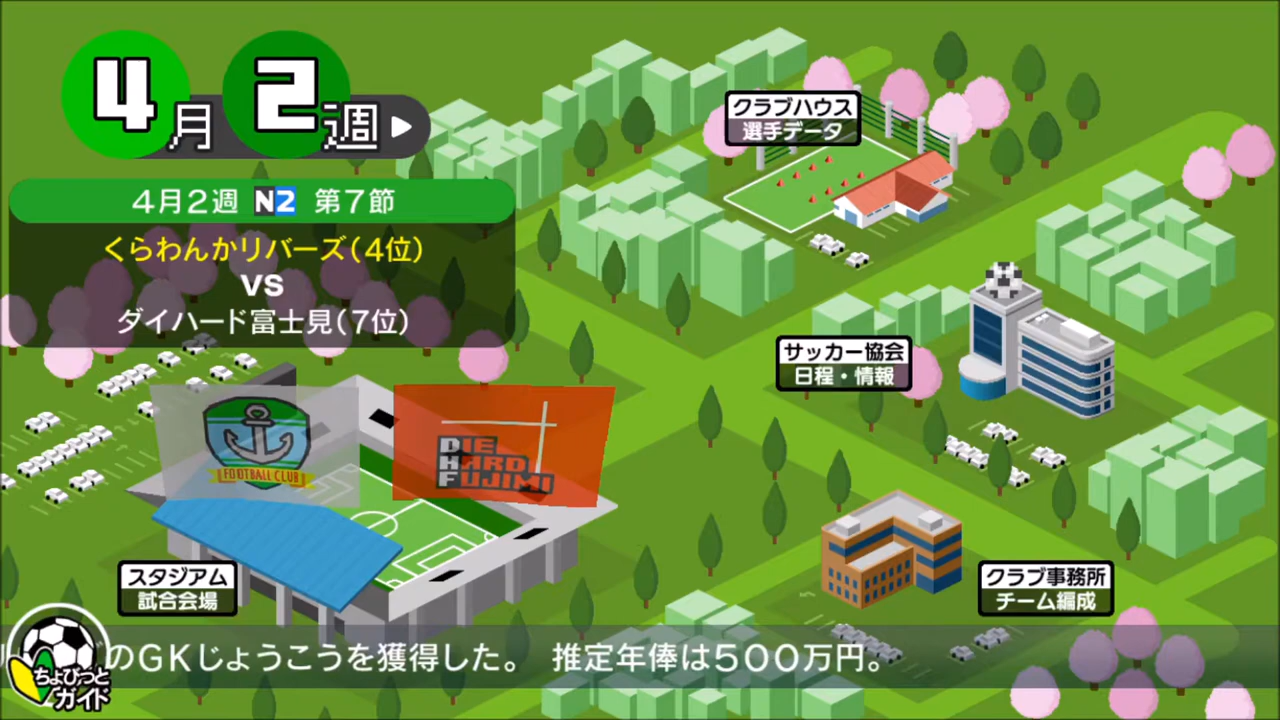 4月 2週
4月2週 N2 第7節
くらわんかリバーズ(4位)
VS
ダイハード富士見(7位)
クラブハウス
選手データ
サッカー協会
日程・情報
FOOTBALL CLUB
DIE
HARD
FUJIMI
スタジアム
試合会場
クラブ事務所
チーム編成
のGKじょうこうを獲得した。 推定年俸は500万円。
ちょびっと
ガイド